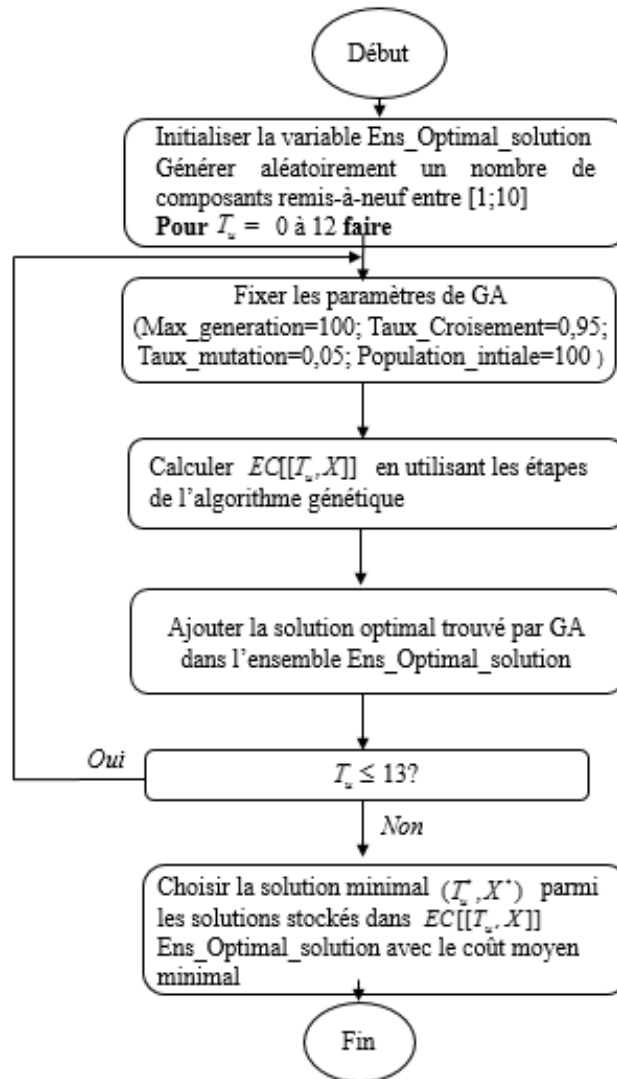 Début
Initialiser la variable Ens_Optimal_solution
Générer aléatoirement un nombre de
composants remis-à-neuf entre [1;10]
Pour T_u = 0 à 12 faire
Fixer les paramètres de GA
(Max_generation=100; Taux_Croisement=0,95;
Taux_mutation=0,05; Population_intiale=100 )
Calculer EC[[T_u, X]] en utilisant les étapes
de l'algorithme génétique
Ajouter la solution optimal trouvé par GA
dans l'ensemble Ens_Optimal_solution
Oui
T_u ≤ 13?
Non
Choisir la solution minimal (T_u^*, X^*) parmi
les solutions stockés dans EC[[T_u, X]]
Ens_Optimal_solution avec le coût moyen
minimal
Fin